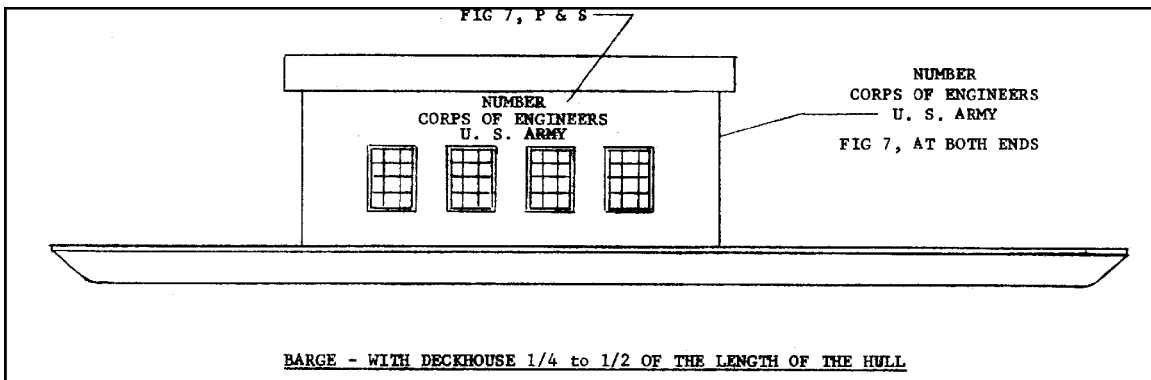 FIG 7, P & S
NUMBER
CORPS OF ENGINEERS
U. S. ARMY
NUMBER
CORPS OF ENGINEERS
U. S. ARMY
FIG 7, AT BOTH ENDS
BARGE - WITH DECKHOUSE 1/4 to 1/2 OF THE LENGTH OF THE HULL